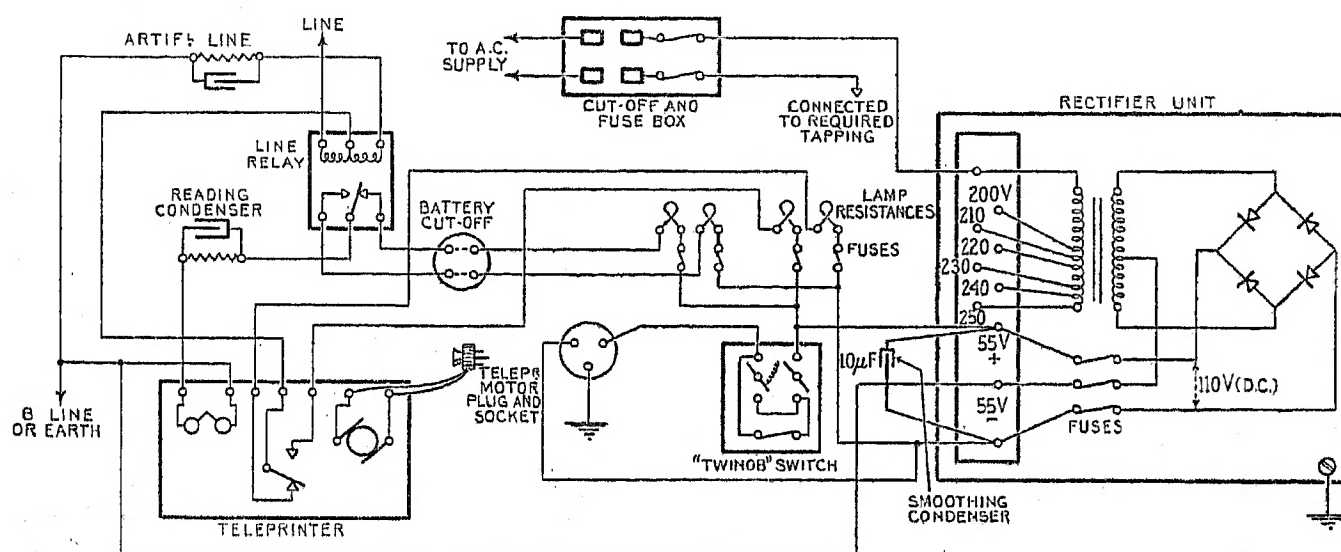 LINE
ARTIFL LINE
TO A.C.
SUPPLY
CUT-OFF AND
FUSE BOX
CONNECTED
TO REQUIRED
TAPPING
RECTIFIER UNIT
LINE
RELAY
READING
CONDENSER
BATTERY
CUT-OFF
LAMP
RESISTANCES
FUSES
200V
210
220
230
240
250
55V
+
55V
-
10μF
110V(D.C.)
FUSES
TELEPR
MOTOR
PLUG AND
SOCKET
B LINE
OR EARTH
"TWINOB" SWITCH
SMOOTHING
CONDENSER
TELEPRINTER